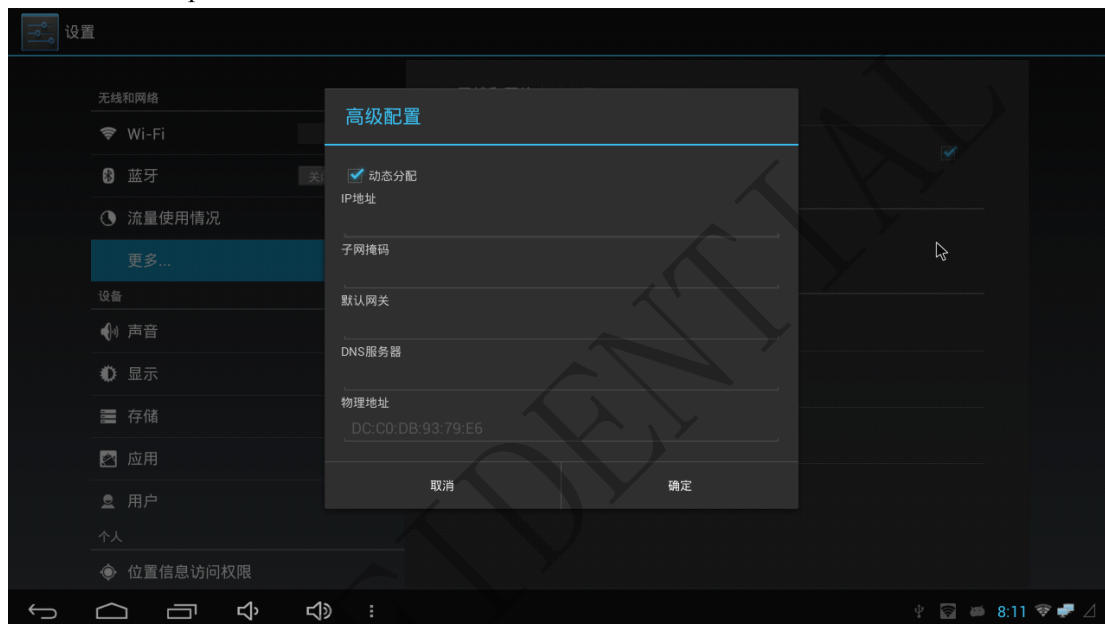 设置
无线和网络
Wi-Fi
蓝牙
流量使用情况
更多...
设备
声音
显示
存储
应用
用户
个人
位置信息访问权限
高级配置
动态分配
IP地址
子网掩码
默认网关
DNS服务器
物理地址
DC:C0:DB:93:79:E6
取消
确定
8:11